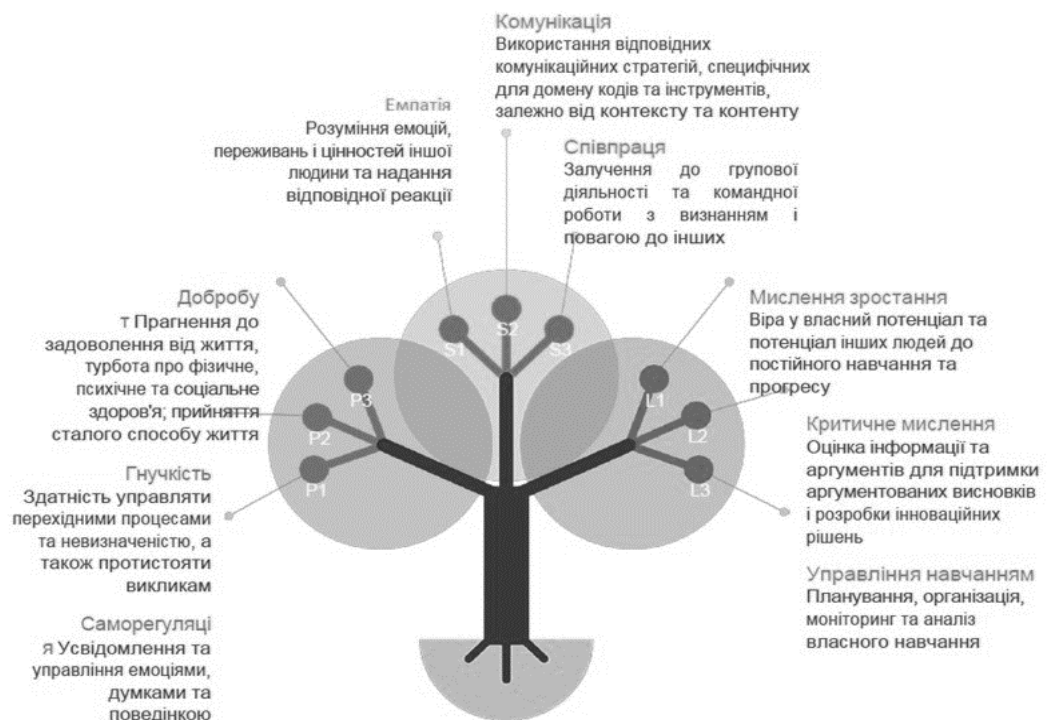 Комунікація
Використання відповідних
комунікаційних стратегій, специфічних
для домену кодів та інструментів,
залежно від контексту та контенту
Емпатія
Розуміння емоцій,
переживань і цінностей іншої
людини та надання
відповідної реакції
Співпраця
Залучення до групової
діяльності та командної
роботи з визнанням і
повагою до інших
Добробу
т Прагнення до
задоволення від життя,
турбота про фізичне,
психічне та соціальне
здоров'я; прийняття
сталого способу життя
Гнучкість
Здатність управляти
перехідними процесами
та невизначеністю, а
також протистояти
викликам
Саморегуляці
я Усвідомлення та
управління емоціями,
думками та
поведінкою
S1
S2
S3
P3
P2
P1
L1
L2
L3
Мислення зростання
Віра у власний потенціал та
потенціал інших людей до
постійного навчання та
прогресу
Критичне мислення
Оцінка інформації та
аргументів для підтримки
аргументованих висновків
і розробки інноваційних
рішень
Управління навчанням
Планування, організація,
моніторинг та аналіз
власного навчання